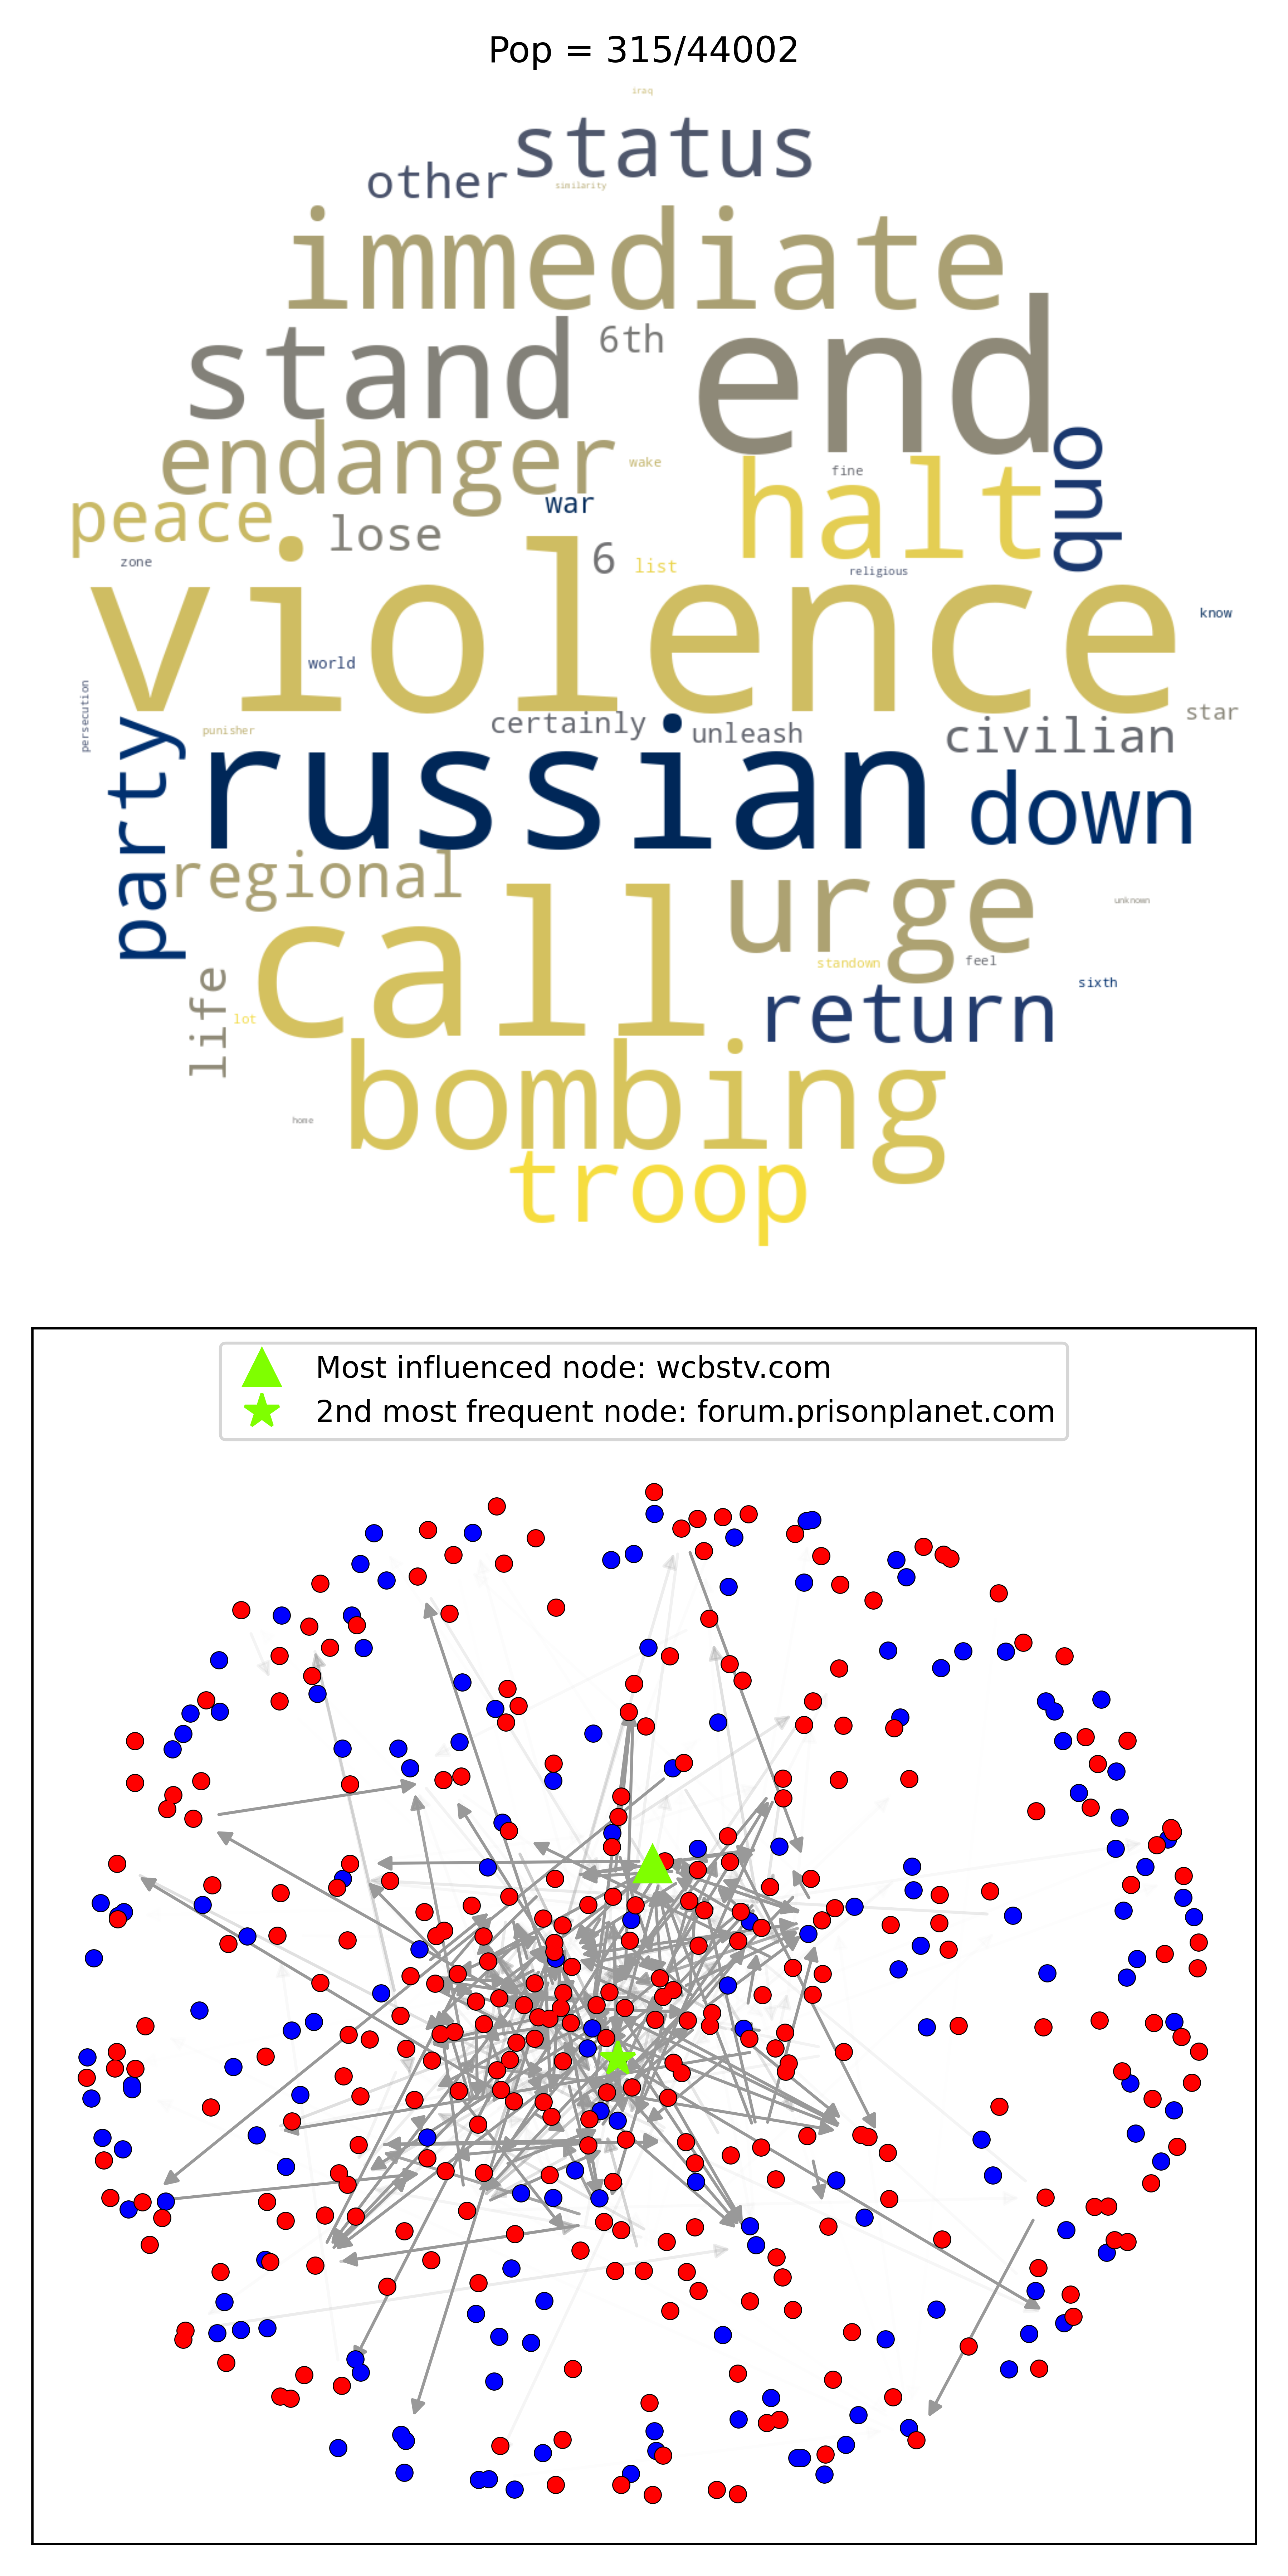 Pop = 315/44002
iraq
status
other
similarity
immediate
end
stand
6th
endanger
quo
wake
fine
halt
peace
war
lose
zone
6
list
religious
violence
know
world
persecution
star
certainly
unleash
civilian
punisher
party
russian
down
regional
urge
call
unknown
standown
feel
life
sixth
return
lot
bombing
home
troop
Most influenced node: wcbstv.com
2nd most frequent node: forum.prisonplanet.com